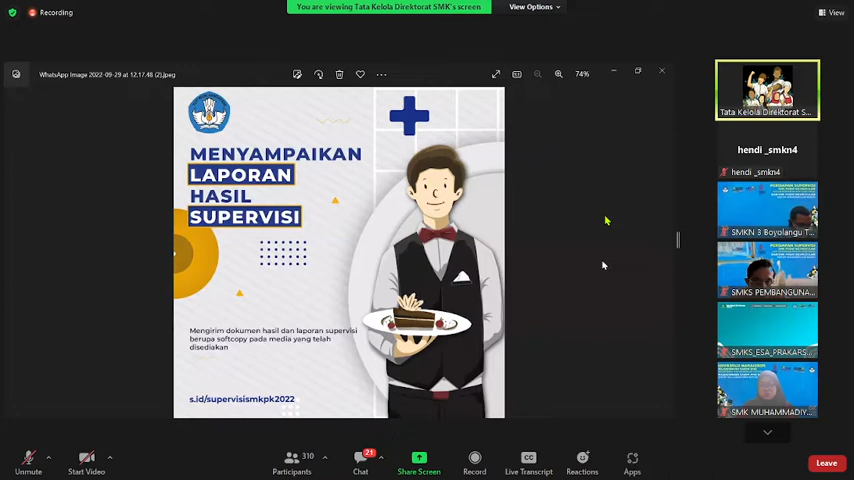 Recording
You are viewing Tata Kelola Direktorat SMK's screen
View Options
View
WhatsApp Image 2022-09-29 at 12.17.48 (2).jpeg
74%
MENYAMPAIKAN
LAPORAN
HASIL
SUPERVISI
Mengirim dokumen hasil dan laporan supervisi
berupa softcopy pada media yang telah
disediakan
s.id/supervisismkpk2022
Tata Kelola Direktorat S...
hendi _smkn4
hendi _smkn4
SMKN 3 Boyolangu T...
SMKS PEMBANGUNA...
SMKS_ESA_PRAKARS...
SMK MUHAMMADIY...
Unmute
Start Video
310
Participants
21
Chat
Share Screen
Record
CC
Live Transcript
Reactions
Apps
Leave